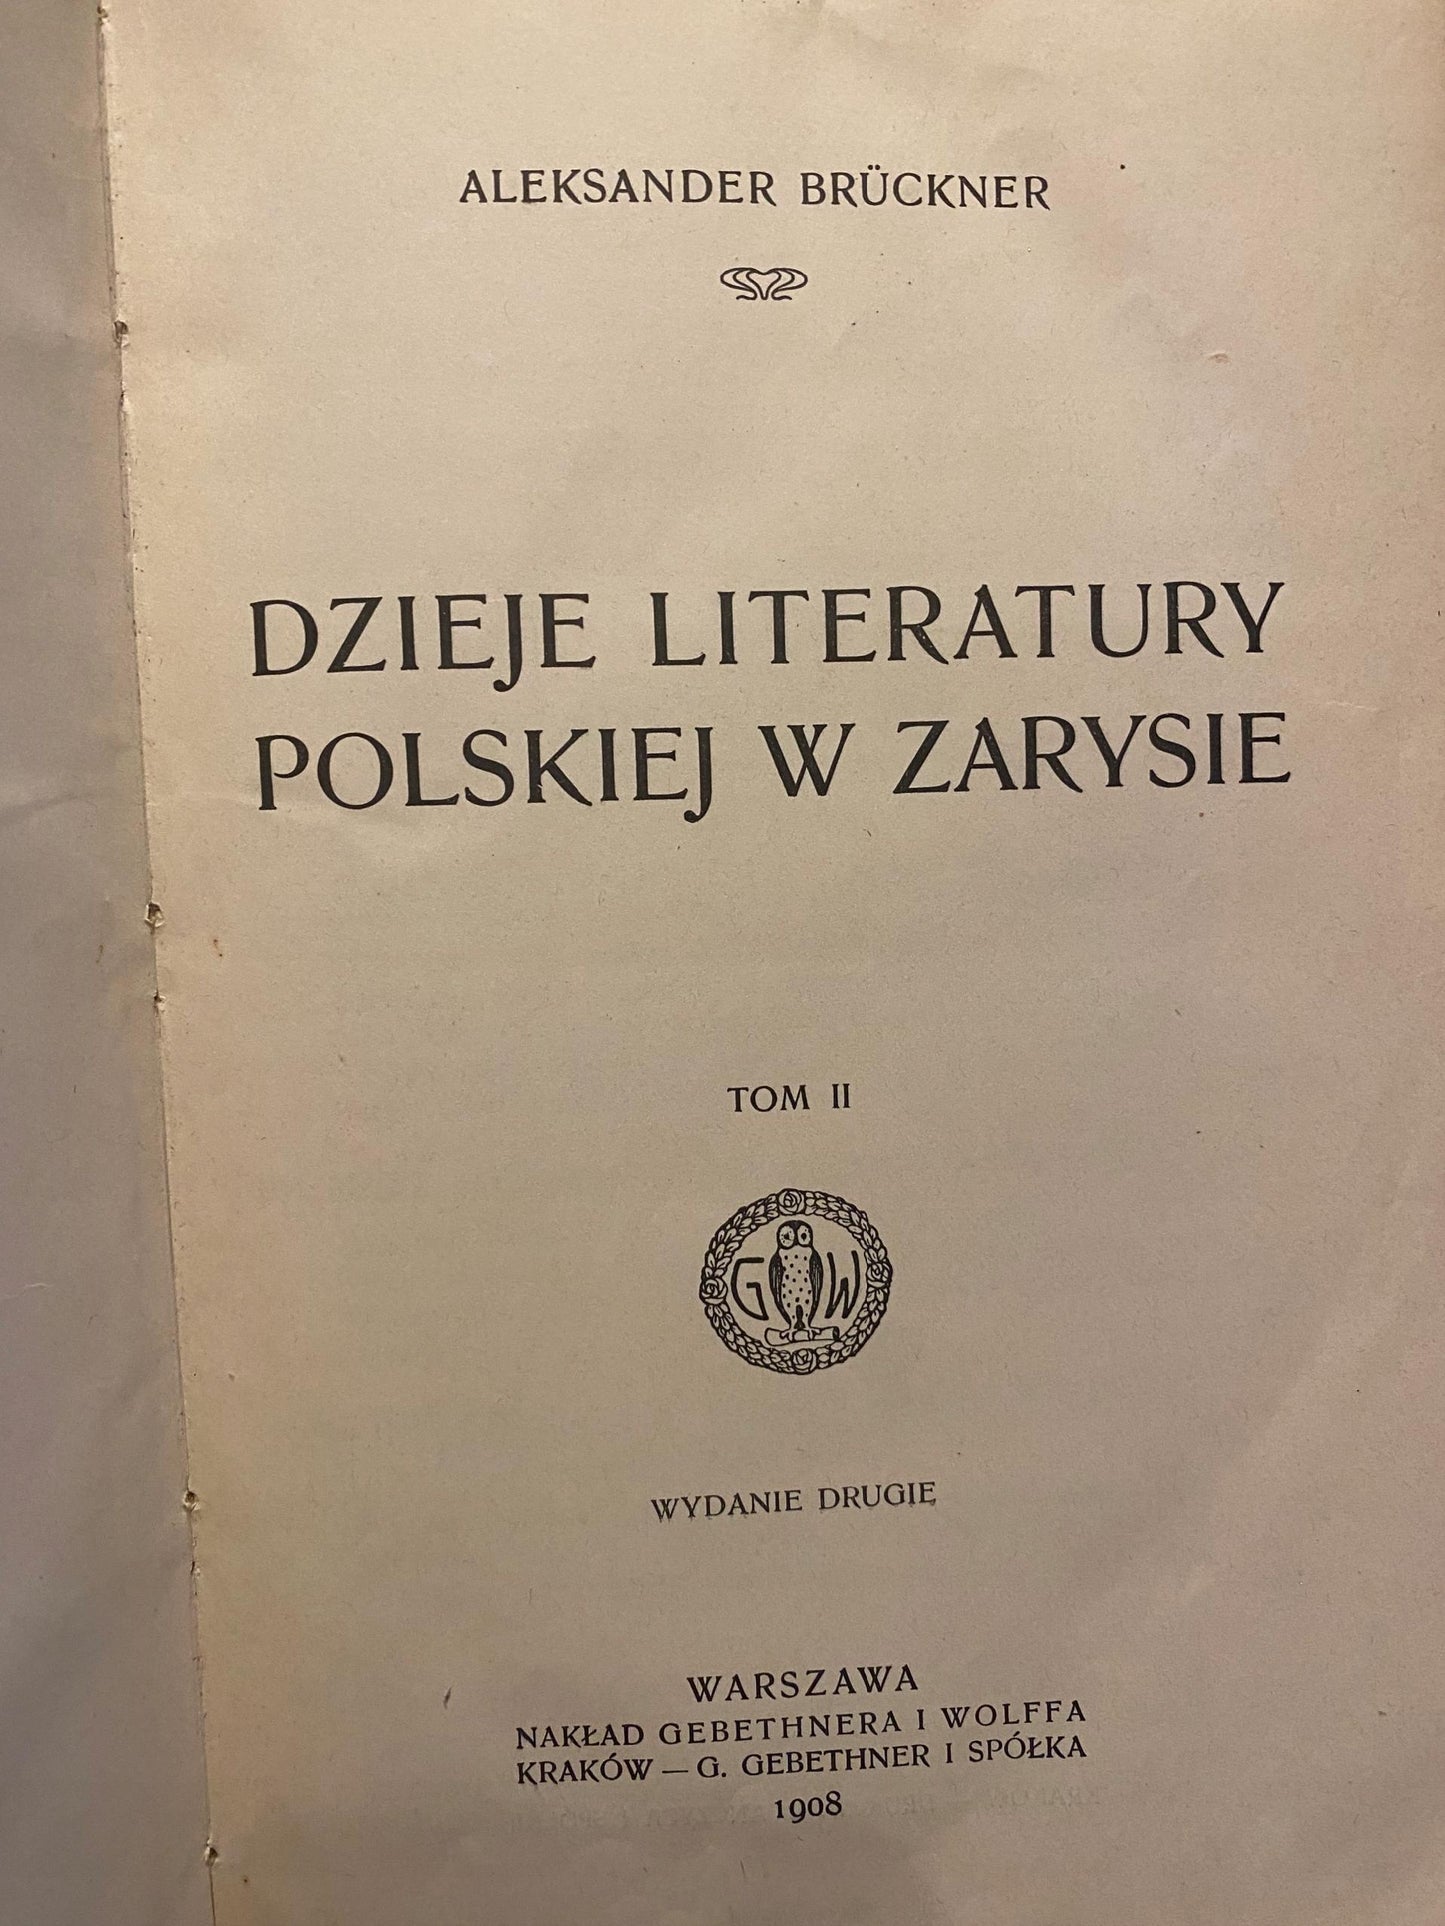 ALEKSANDER BRÜCKNER
DZIEJE LITERATURY
POLSKIEJ W ZARYSIE
TOM II
G W
WYDANIE DRUGIE
WARSZAWA
NAKŁAD GEBETHNERA I WOLFFA
KRAKÓW — G. GEBETHNER I SPÓŁKA
1908